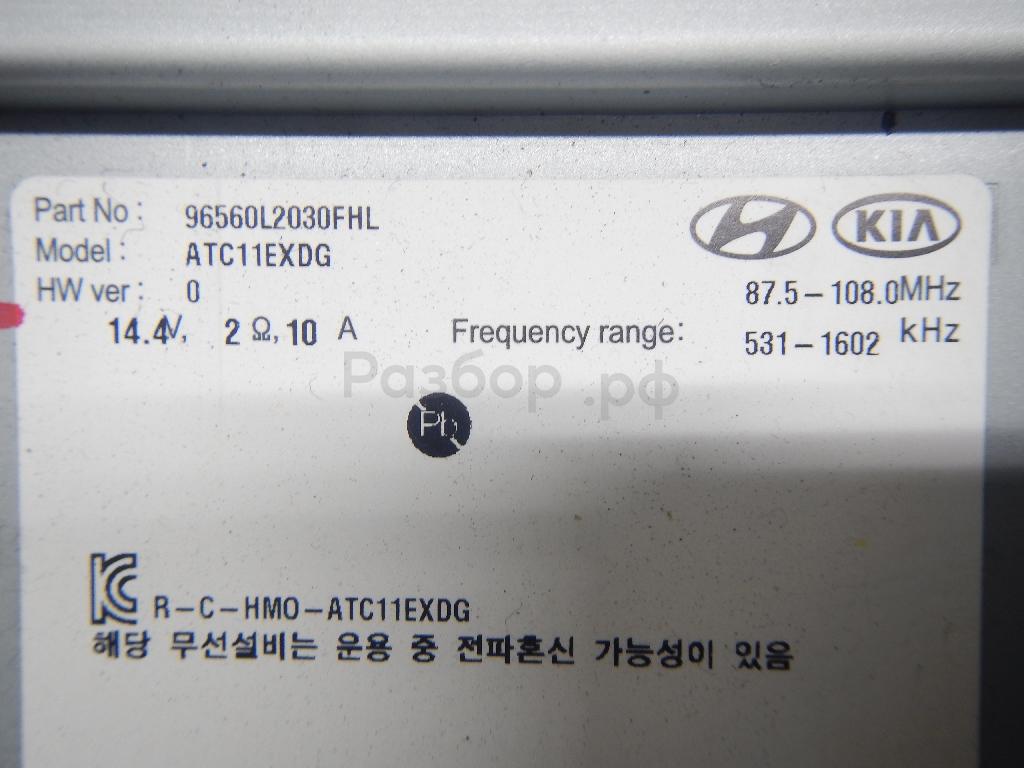 Part No : 96560L2030FHL
Model : ATC11EXDG
HW ver : 0
14.4V, 2 Ω, 10 A
KIA
87.5-108.0MHz
Frequency range: 531-1602 kHz
Разбор.рф
Pb
R-C-HMO-ATC11EXDG
해당 무선설비는 운용 중 전파혼신 가능성이 있음